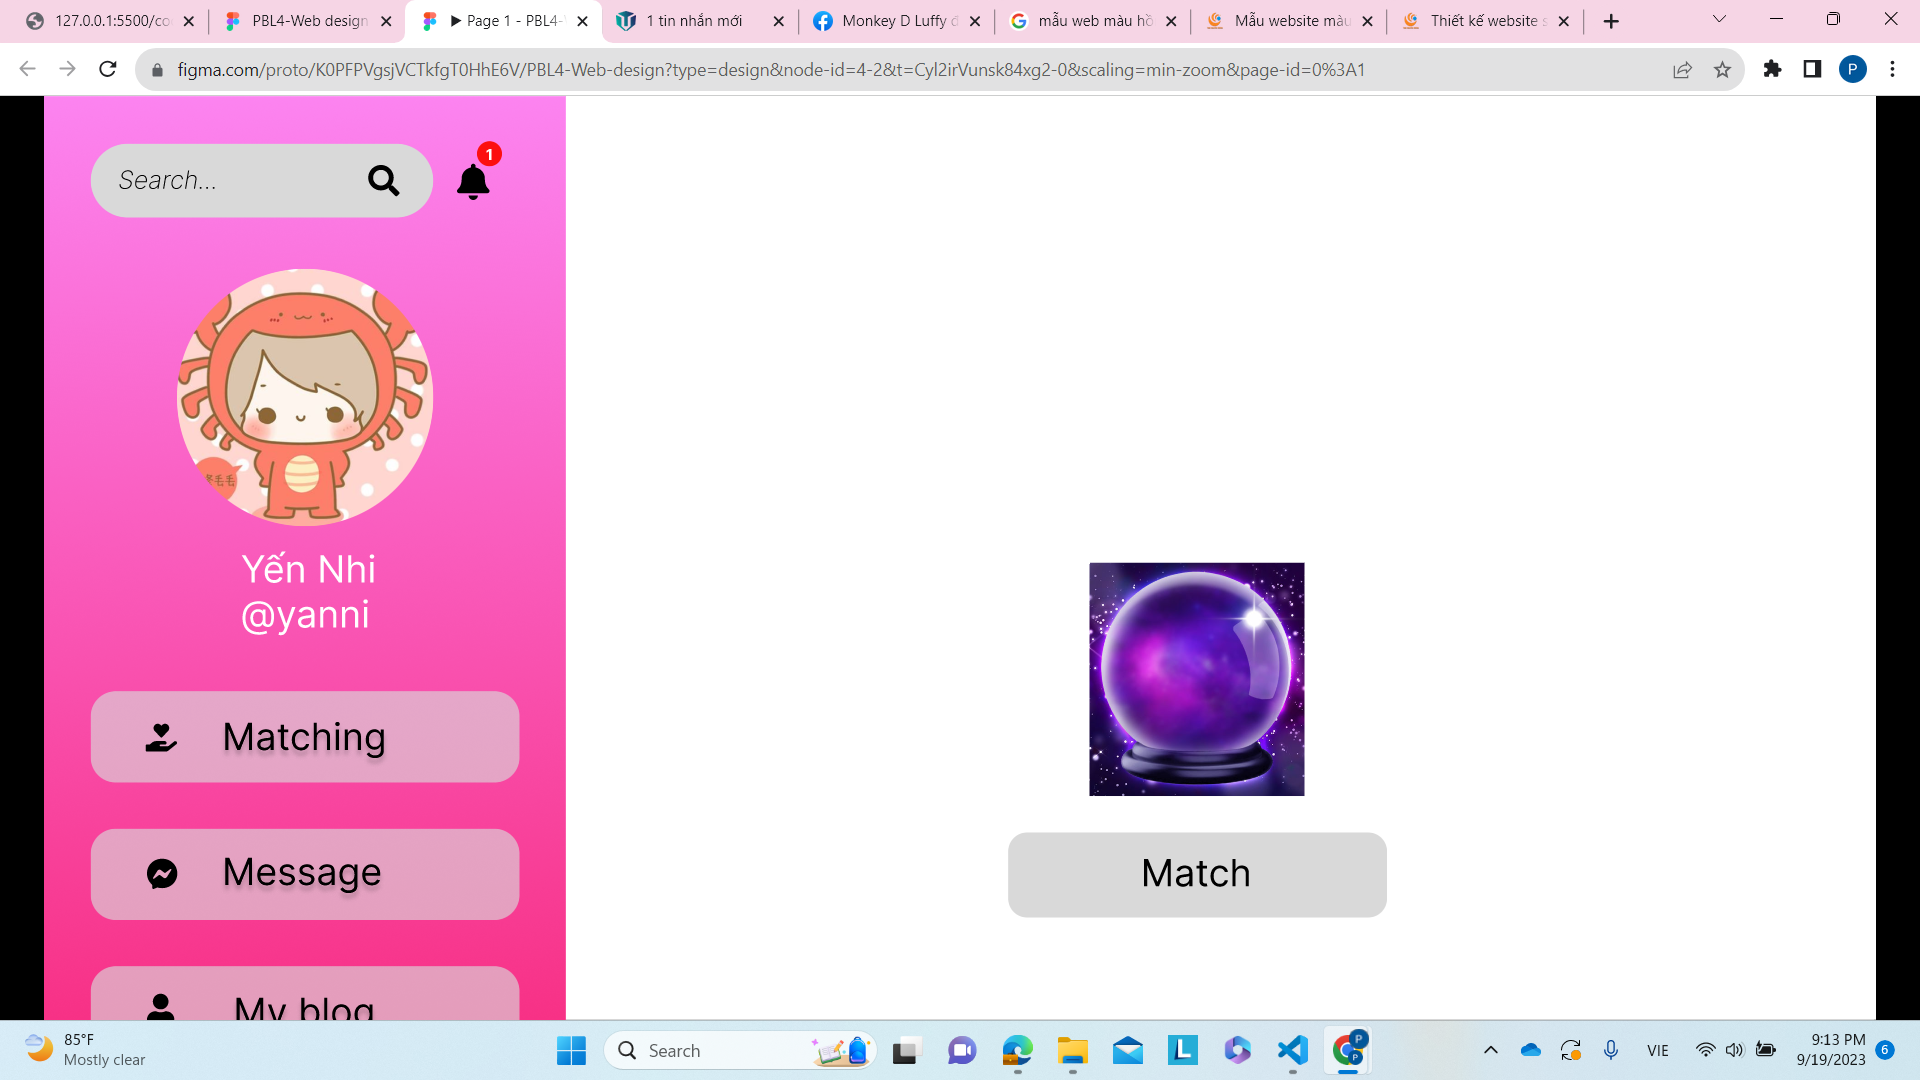 127.0.0.1:5500/co
PBL4-Web design
Page 1 - PBL4-
1 tin nhắn mới
Monkey D Luffy
mẫu web màu hồ
Mẫu website màu
Thiết kế website s
figma.com/proto/K0PFPVgsjVCTkfgT0HhE6V/PBL4-Web-design?type=design&node-id=4-2&t=Cyl2irVunsk84xg2-0&scaling=min-zoom&page-id=0%3A1
P
Search...
1
Yến Nhi
@yanni
Matching
Message
My blog
Match
85°F
Mostly clear
Search
L
P
P
VIE
9:13 PM
9/19/2023
6